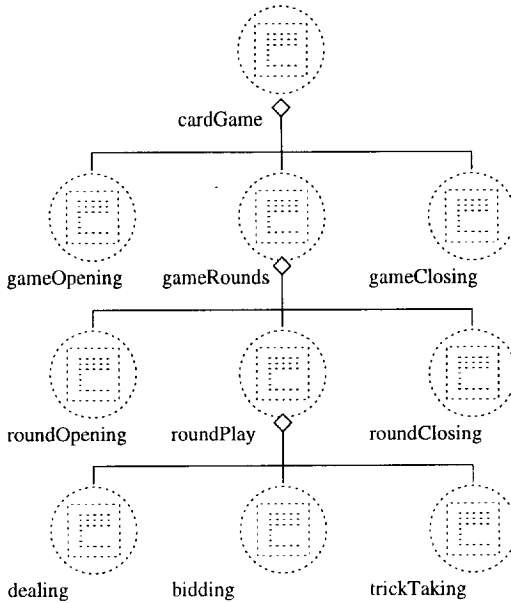 cardGame
gameOpening gameRounds gameClosing
roundOpening roundPlay roundClosing
dealing bidding trickTaking